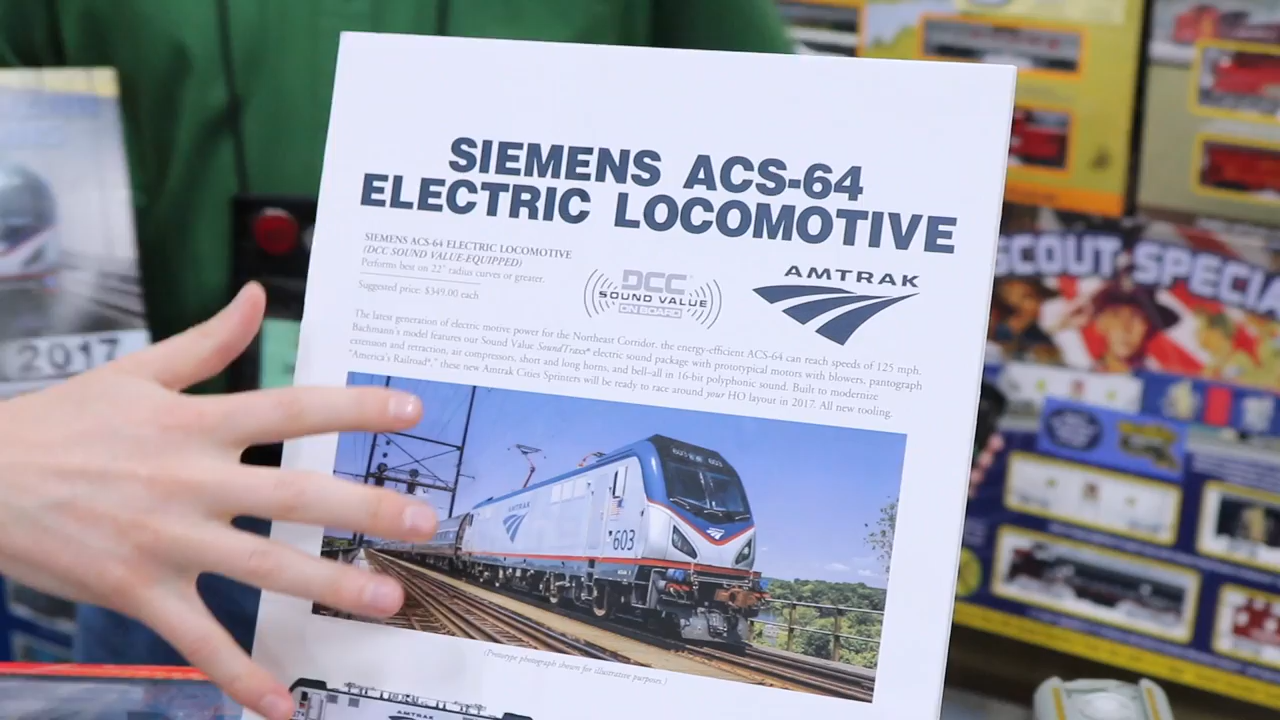 SIEMENS ACS-64
ELECTRIC LOCOMOTIVE
SIEMENS ACS-64 ELECTRIC LOCOMOTIVE
(DCC SOUND VALUE-EQUIPPED)
Performs best on 22" radius curves or greater.
Suggested price: $349.00 each
DCC
SOUND VALUE
ON BOARD
AMTRAK
The latest generation of electric motive power for the Northeast Corridor, the energy-efficient ACS-64 can reach speeds of 125 mph.
Bachmann's model features our Sound Value SoundTraxx® electric sound package with prototypical motors with blowers, pantograph
extension and retraction, air compressors, short and long horns, and bell–all in 16-bit polyphonic sound. Built to modernize
"America's Railroad®," these new Amtrak Cities Sprinters will be ready to race around your HO layout in 2017. All new tooling.
603 603
AMTRAK
603
(Prototype photograph shown for illustrative purposes.)
AMTRAK
2017
SCOUT SPECIA